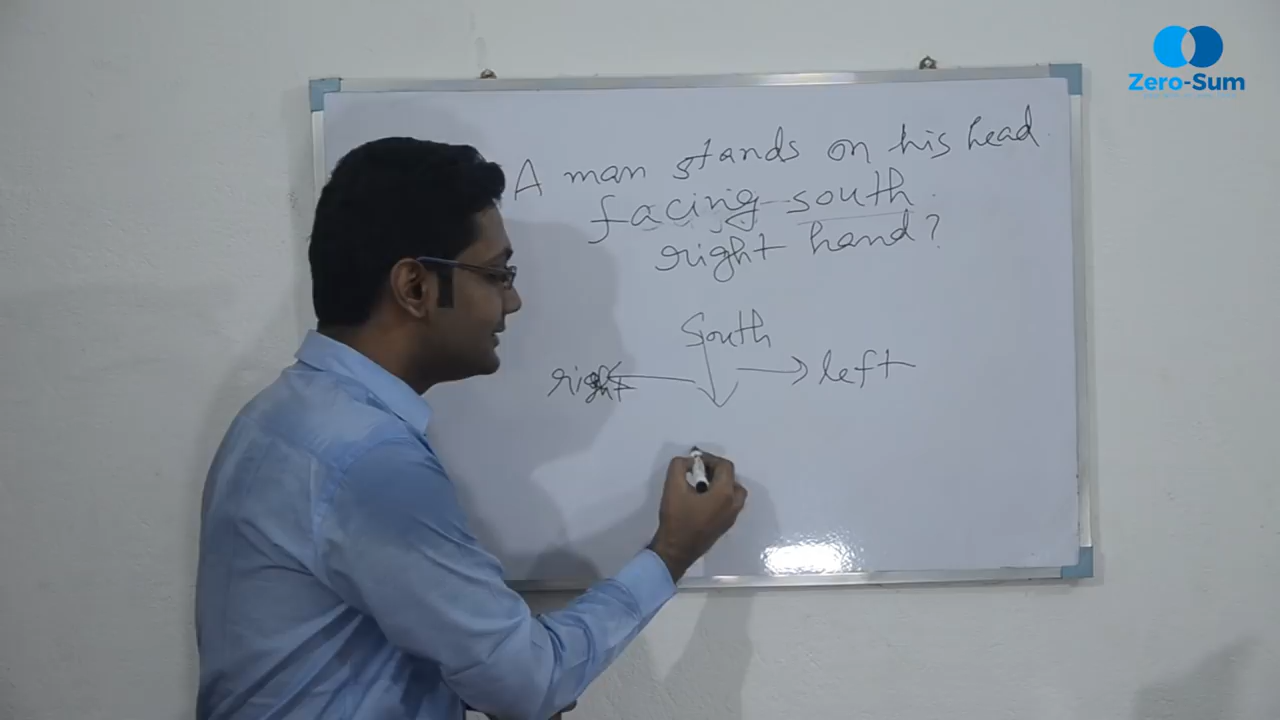 Zero-Sum
A man stands on his head
facing south.
right hand?
South
right left